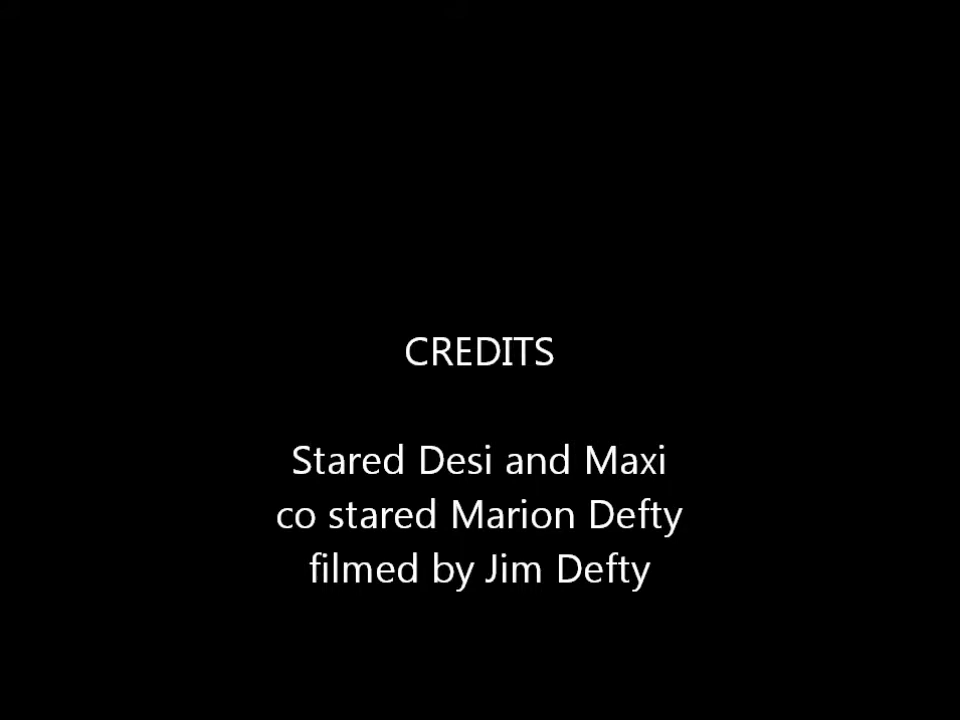 CREDITS
Stared Desi and Maxi
co stared Marion Defty
filmed by Jim Defty